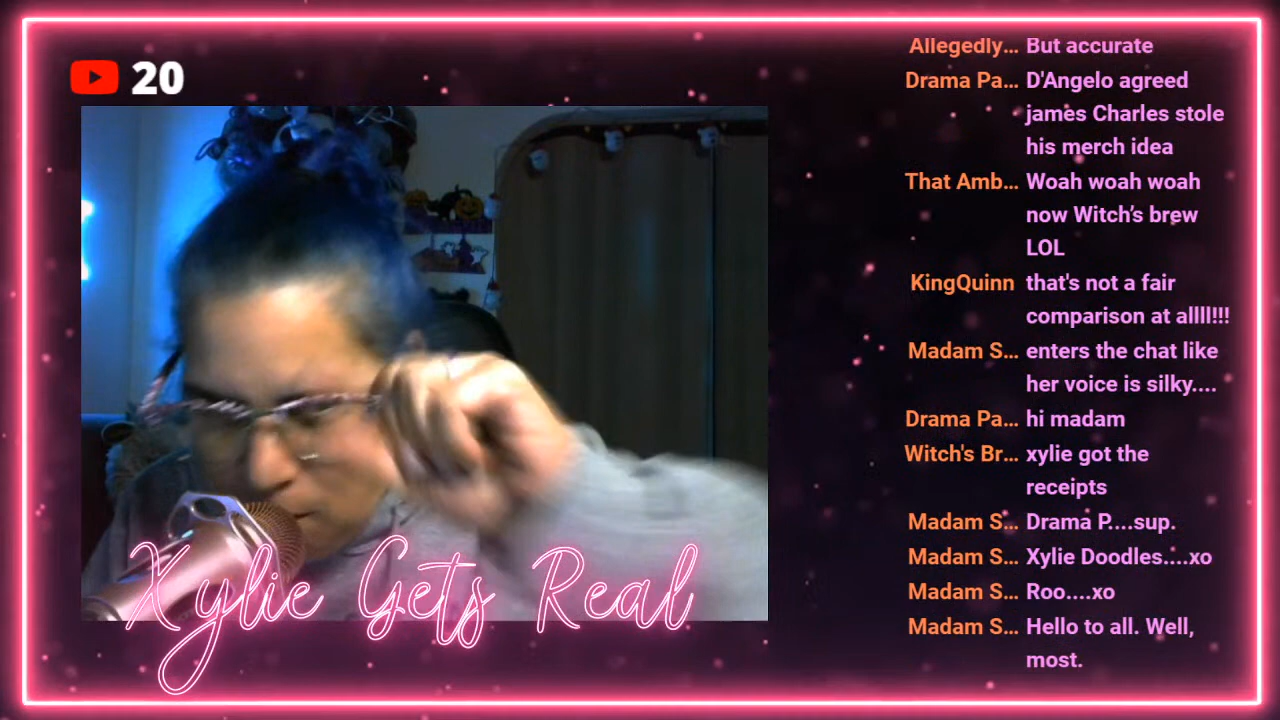 20
Xylie Gets Real
Allegedly... But accurate
Drama Pa... D'Angelo agreed
james Charles stole
his merch idea
That Amb... Woah woah woah
now Witch’s brew
LOL
KingQuinn that's not a fair
comparison at allll!!!
Madam S... enters the chat like
her voice is silky....
Drama Pa... hi madam
Witch's Br... xylie got the
receipts
Madam S... Drama P....sup.
Madam S... Xylie Doodles....xo
Madam S... Roo....xo
Madam S... Hello to all. Well,
most.